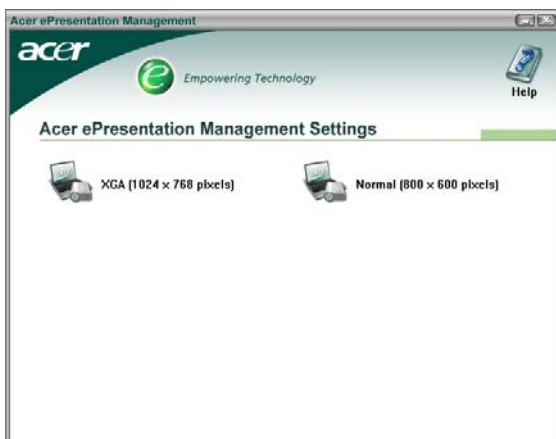 Acer ePresentation Management
acer
e Empowering Technology
Help
Acer ePresentation Management Settings
XGA (1024 x 768 pixels)
Normal (800 x 600 pixels)